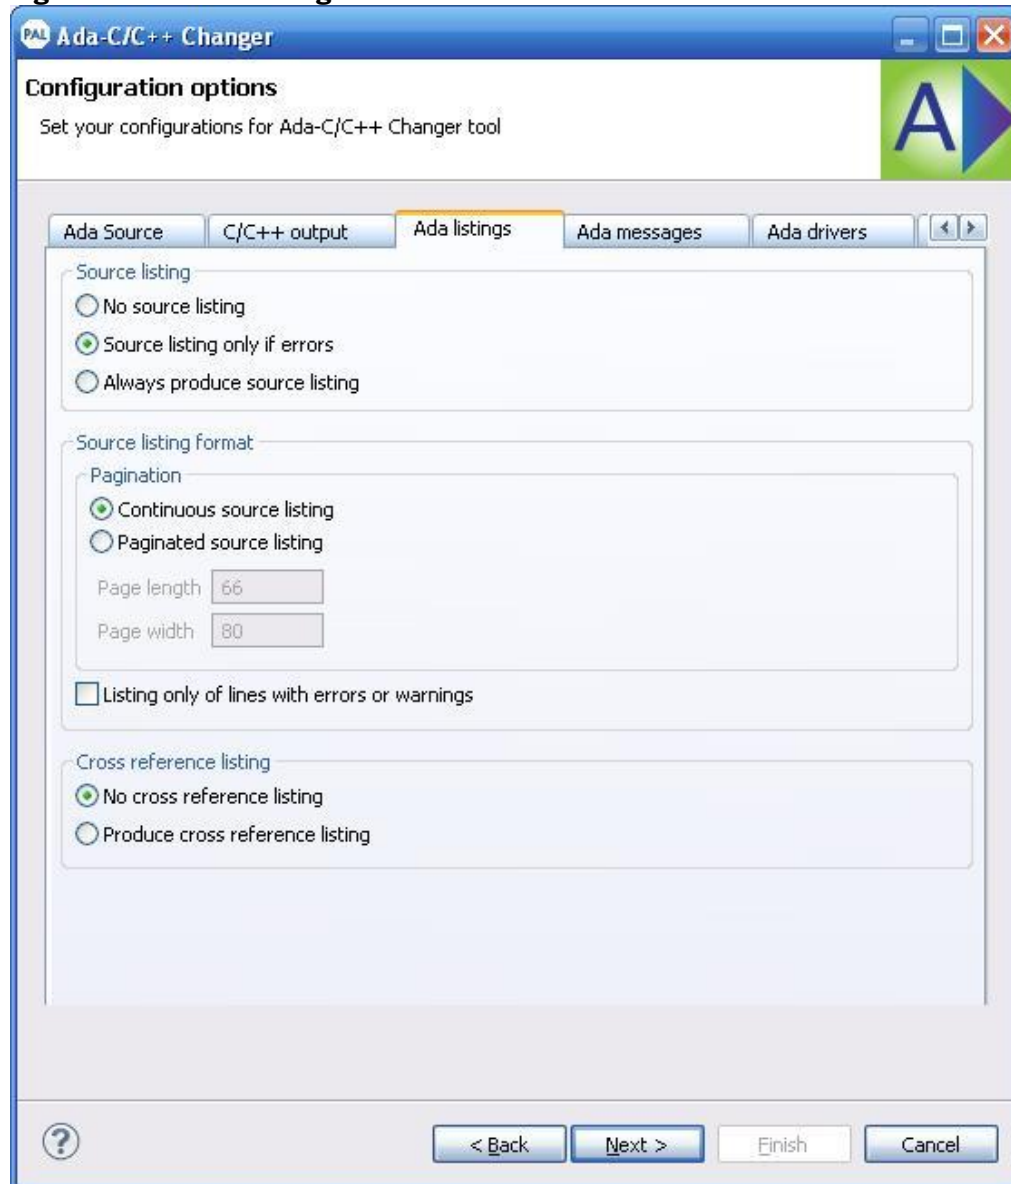 PAL Ada-C/C++ Changer
Configuration options
Set your configurations for Ada-C/C++ Changer tool
A
Ada Source C/C++ output Ada listings Ada messages Ada drivers
Source listing
No source listing
Source listing only if errors
Always produce source listing
Source listing format
Pagination
Continuous source listing
Paginated source listing
Page length 66
Page width 80
Listing only of lines with errors or warnings
Cross reference listing
No cross reference listing
Produce cross reference listing
? < Back Next > Finish Cancel